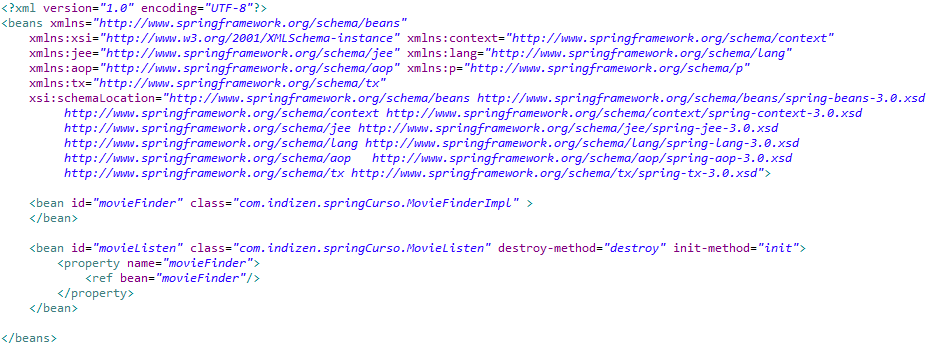 <?xml version="1.0" encoding="UTF-8"?>
<beans xmlns="http://www.springframework.org/schema/beans"
    xmlns:xsi="http://www.w3.org/2001/XMLSchema-instance" xmlns:context="http://www.springframework.org/schema/context"
    xmlns:jee="http://www.springframework.org/schema/jee" xmlns:lang="http://www.springframework.org/schema/lang"
    xmlns:aop="http://www.springframework.org/schema/aop" xmlns:p="http://www.springframework.org/schema/p"
    xmlns:tx="http://www.springframework.org/schema/tx"
    xsi:schemaLocation="http://www.springframework.org/schema/beans http://www.springframework.org/schema/beans/spring-beans-3.0.xsd
         http://www.springframework.org/schema/context http://www.springframework.org/schema/context/spring-context-3.0.xsd
         http://www.springframework.org/schema/jee http://www.springframework.org/schema/jee/spring-jee-3.0.xsd
         http://www.springframework.org/schema/lang http://www.springframework.org/schema/lang/spring-lang-3.0.xsd
         http://www.springframework.org/schema/aop   http://www.springframework.org/schema/aop/spring-aop-3.0.xsd
         http://www.springframework.org/schema/tx http://www.springframework.org/schema/tx/spring-tx-3.0.xsd">

    <bean id="movieFinder" class="com.indizen.springCurso.MovieFinderImpl" >
    </bean>

    <bean id="movieListen" class="com.indizen.springCurso.MovieListen" destroy-method="destroy" init-method="init">
        <property name="movieFinder">
            <ref bean="movieFinder"/>
        </property>
    </bean>

</beans>